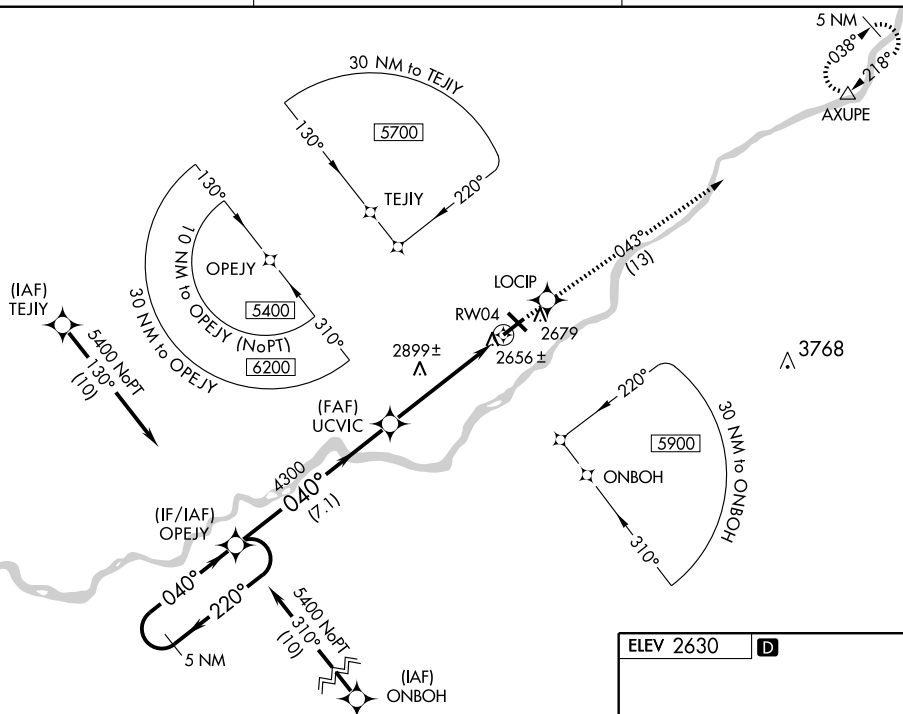 5 NM
038°
218°
AXUPE
30 NM to TEJIY
5700
130°
220°
TEJIY
130°
OPEJY
10 NM to OPEJY (NoPT)
5400
310°
30 NM to OPEJY
6200
(IAF)
TEJIY
5400 NoPT
130°
(10)
LOCIP
043°
(13)
RW04
2679
2656 ±
2899 ±
3768
(FAF)
UCVIC
220°
30 NM to ONBOH
5900
ONBOH
310°
4300
040°
(7.1)
(IF/IAF)
OPEJY
040°
220°
5 NM
5400 NoPT
310°
(10)
(IAF)
ONBOH
ELEV 2630
D